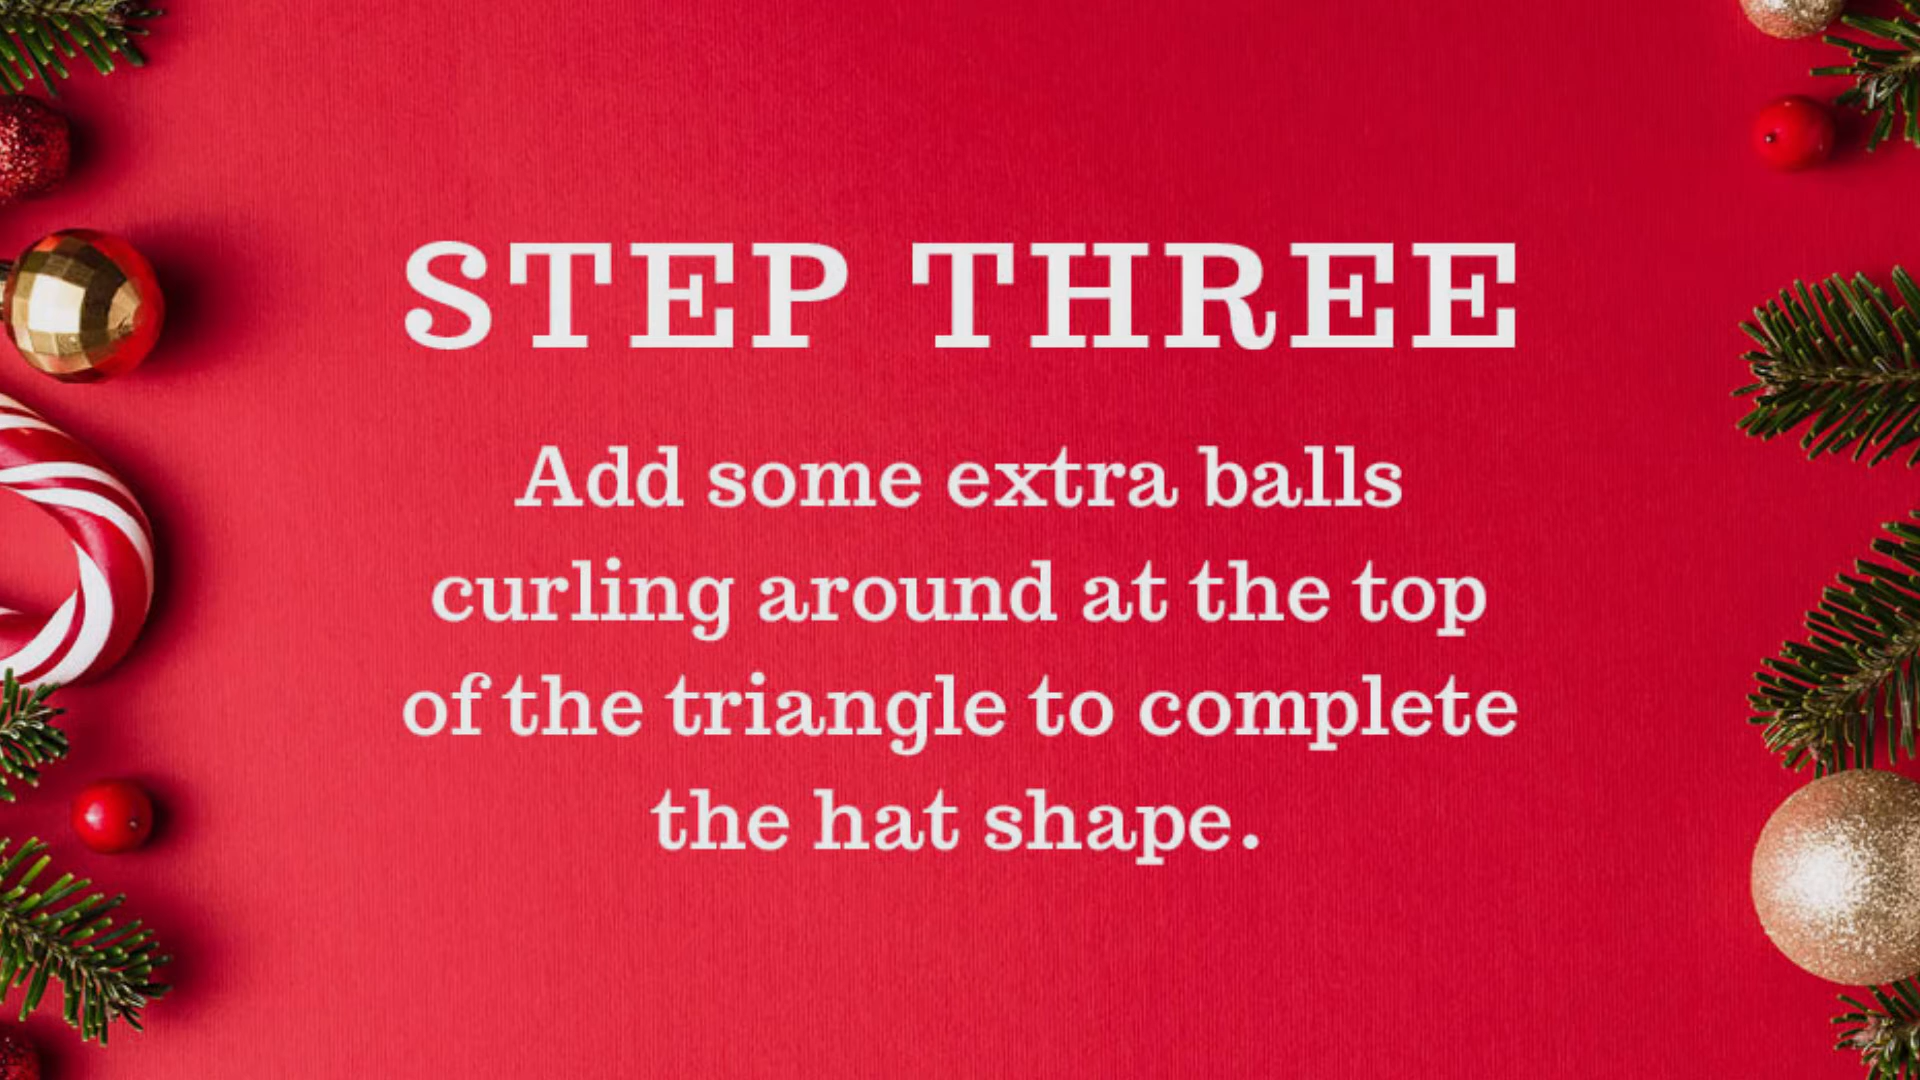 STEP THREE
Add some extra balls
curling around at the top
of the triangle to complete
the hat shape.